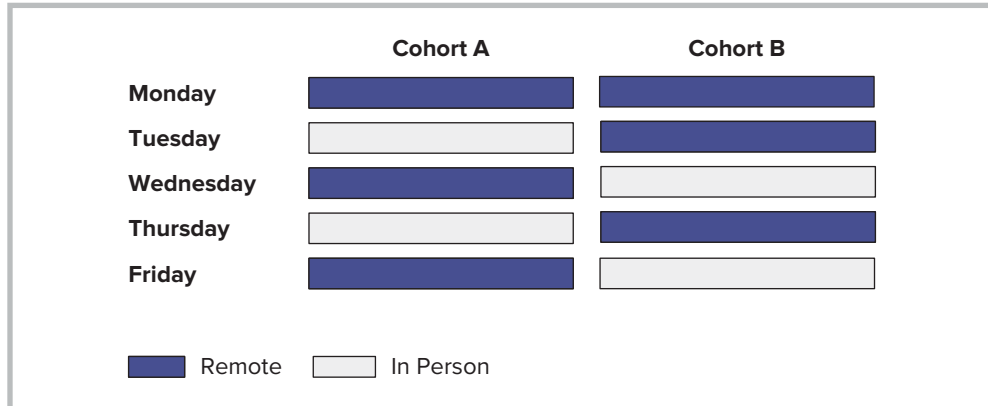 Cohort A Cohort B
Monday
Tuesday
Wednesday
Thursday
Friday
Remote In Person